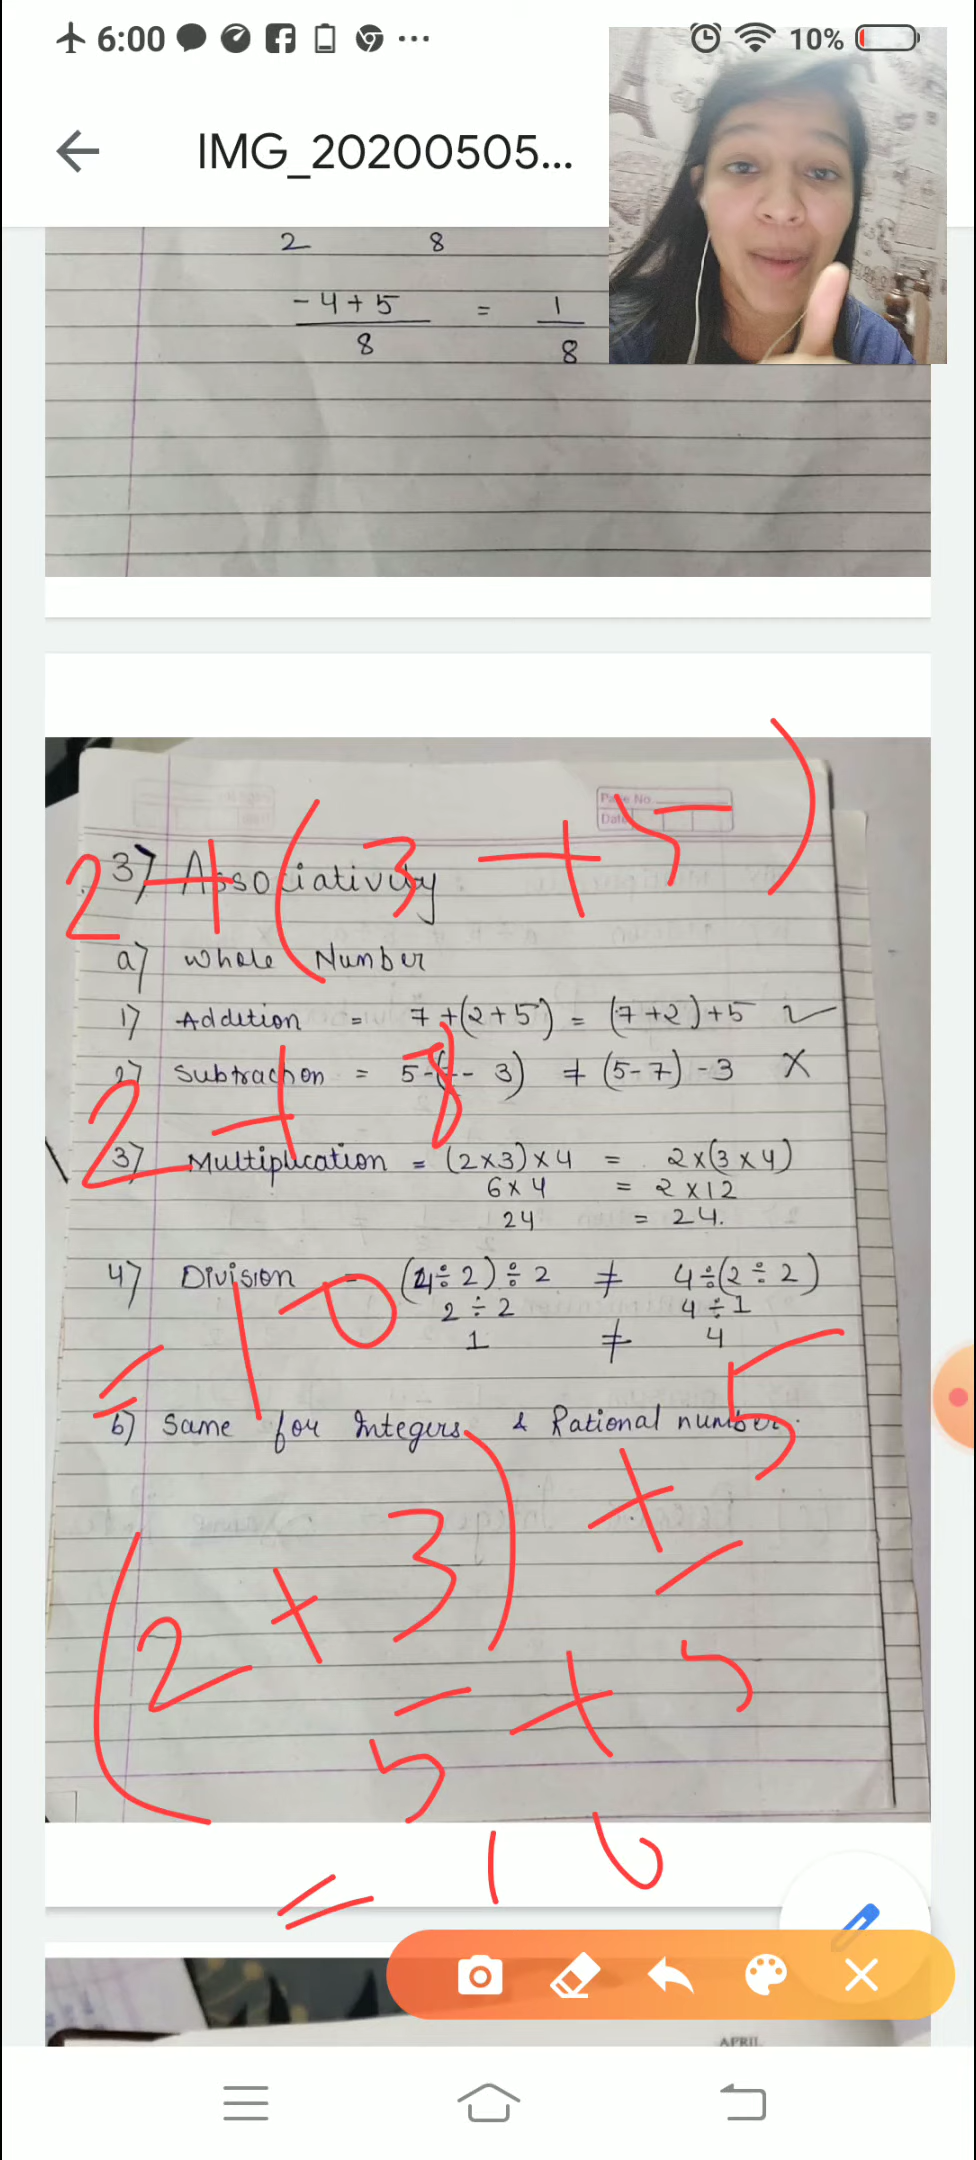 6:00
10%
IMG_20200505...
2 8
-4+5 = 1
8 8
Page No.
Date
3) Associativity
2 + (3 + 5)
a) Whole Number
1) Addition = 7+(2+5) = (7+2)+5 ✓
2) Subtraction = 5-( - 3) ≠ (5-7)-3 X
2 + 8
3) Multiplication = (2x3)x4 = 2x(3x4)
6x4 = 2x12
24 = 24.
4) Division = (4÷2)÷2 ≠ 4÷(2÷2)
2÷2 4÷1
1 ≠ 4
= 10
b) Same for Integers & Rational number.
(2 + 3) + 5
= 5 + 5
= 10
APRIL